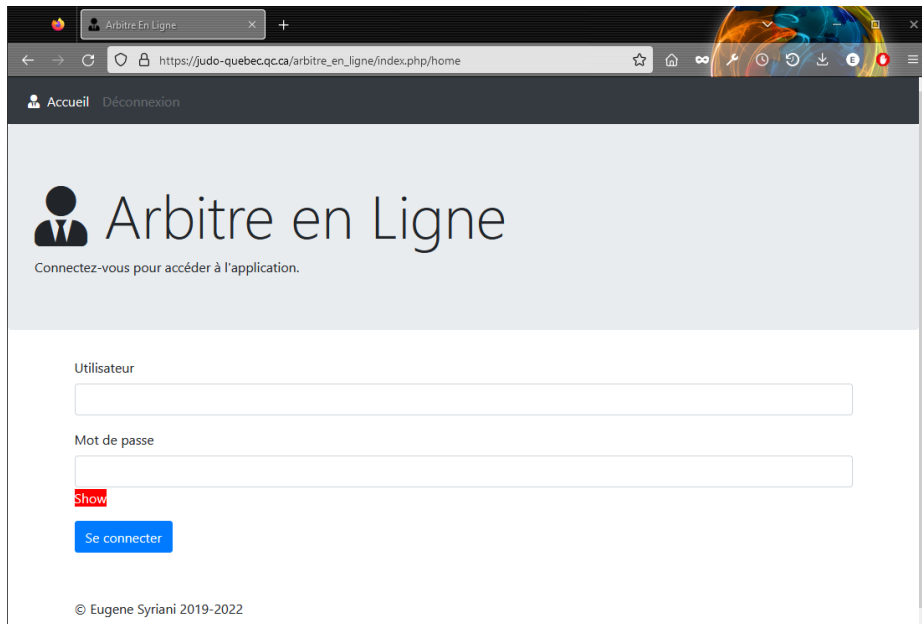 Arbitre En Ligne
https://judo-quebec.qc.ca/arbitre_en_ligne/index.php/home
E
Accueil Déconnexion
Arbitre en Ligne
Connectez-vous pour accéder à l'application.
Utilisateur
Mot de passe
Show
Se connecter
© Eugene Syriani 2019-2022